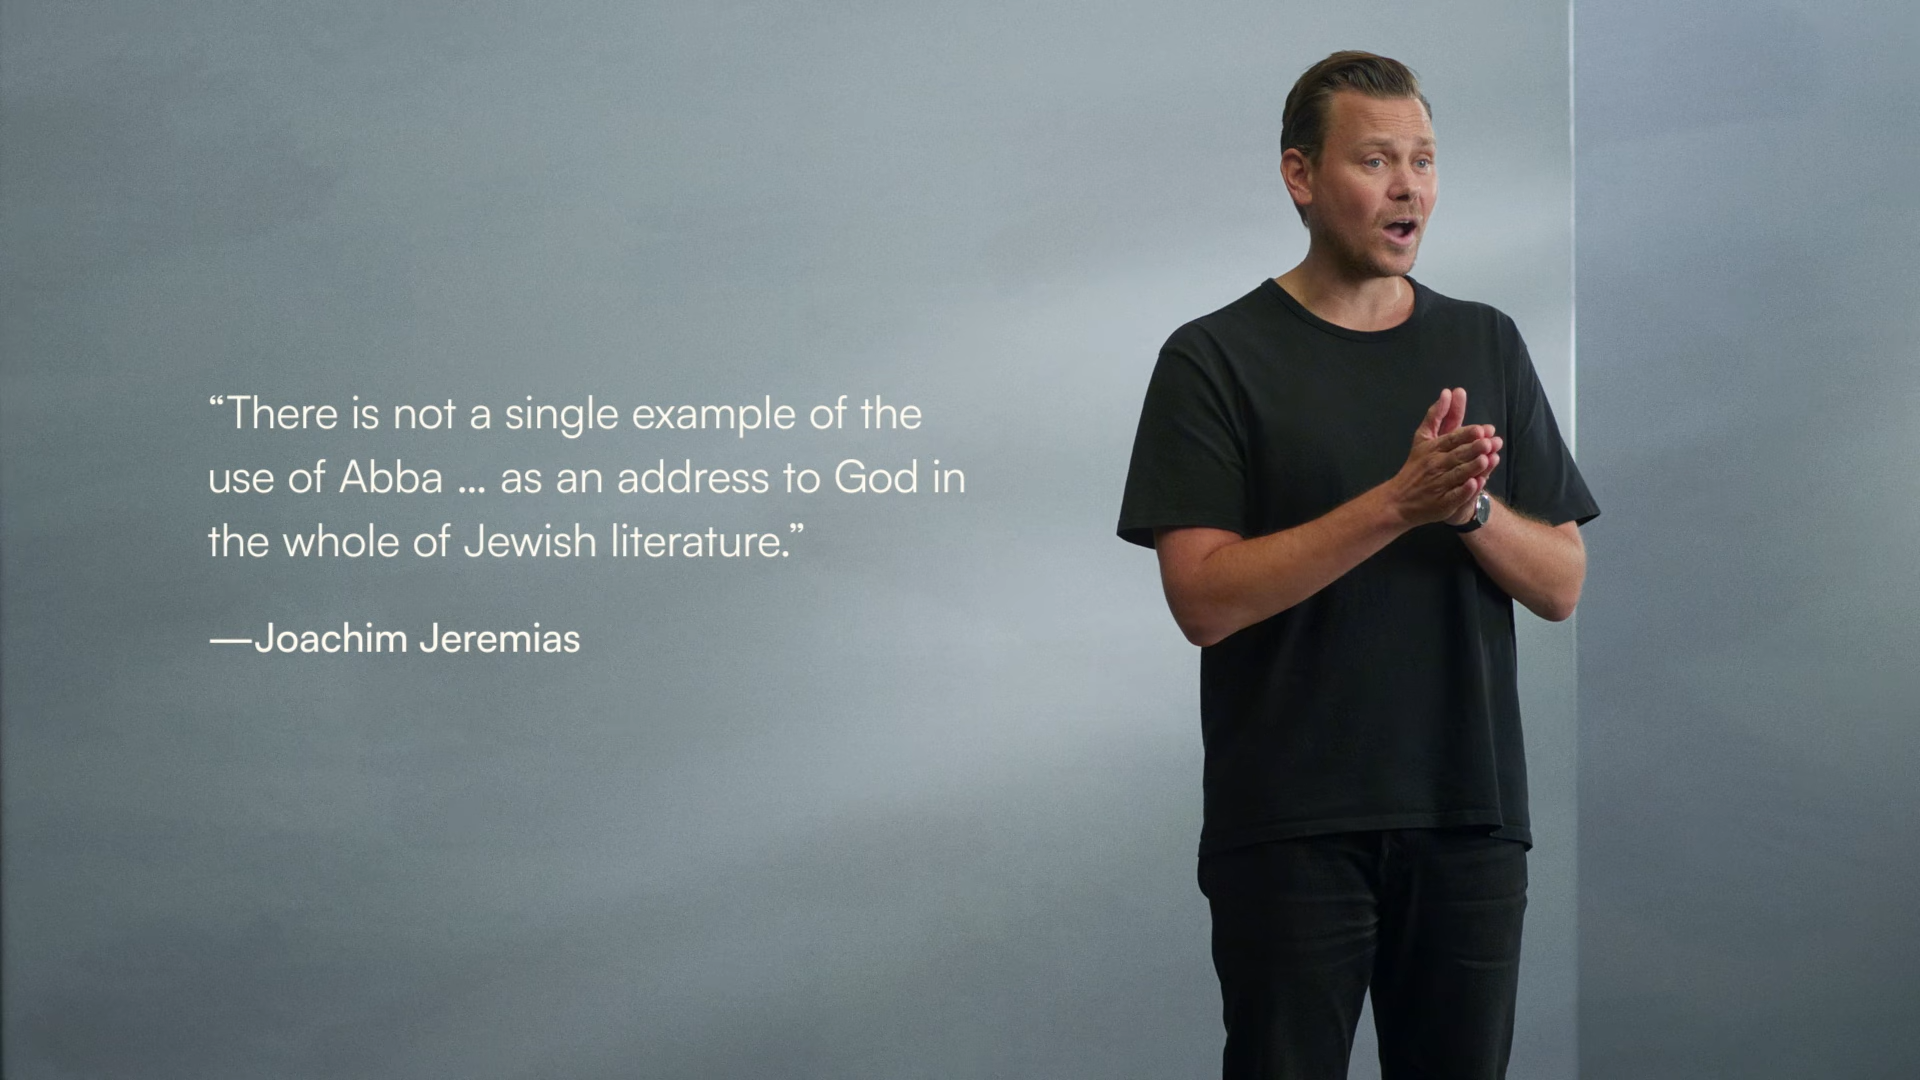 “There is not a single example of the
use of Abba ... as an address to God in
the whole of Jewish literature.”
—Joachim Jeremias